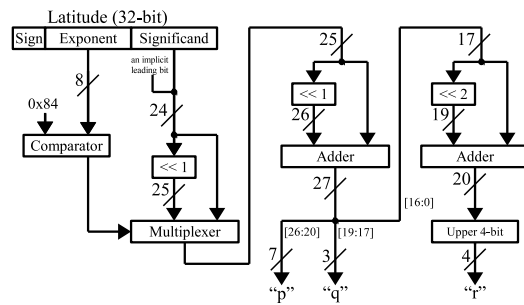 Latitude (32-bit)
Sign Exponent Significand
an implicit
leading bit
8
0x84
24
Comparator
<< 1
25
Multiplexer
25
<< 1
26
Adder
27
[26:20]
[19:17]
7
3
"p"
"q"
[16:0]
17
<< 2
19
Adder
20
Upper 4-bit
4
"r"